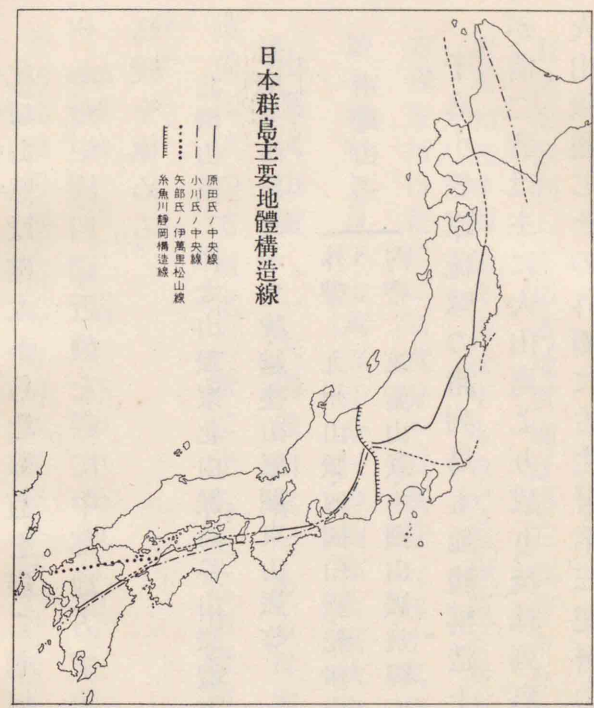 日本群島主要地體構造線
原田氏ノ中央線
小川氏ノ中央線
矢部氏ノ伊萬里松山線
糸魚川靜岡構造線